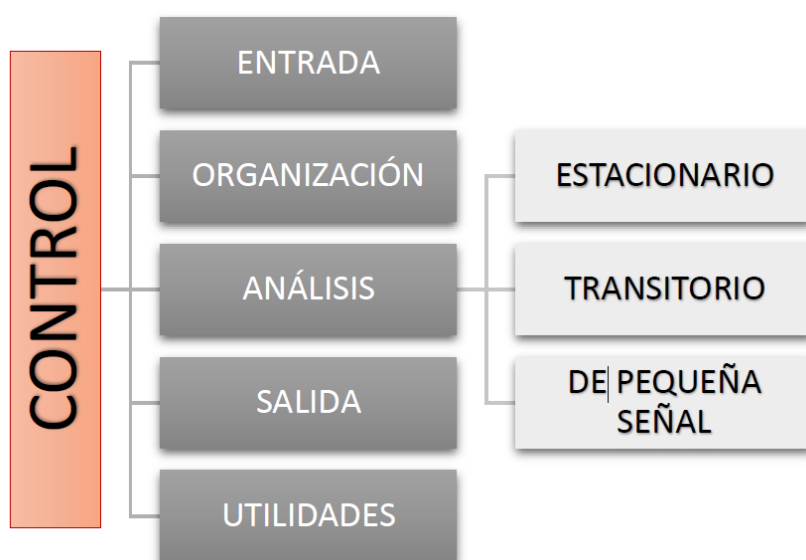 CONTROL
ENTRADA
ORGANIZACIÓN
ANÁLISIS
SALIDA
UTILIDADES
ESTACIONARIO
TRANSITORIO
DE PEQUEÑA
SEÑAL